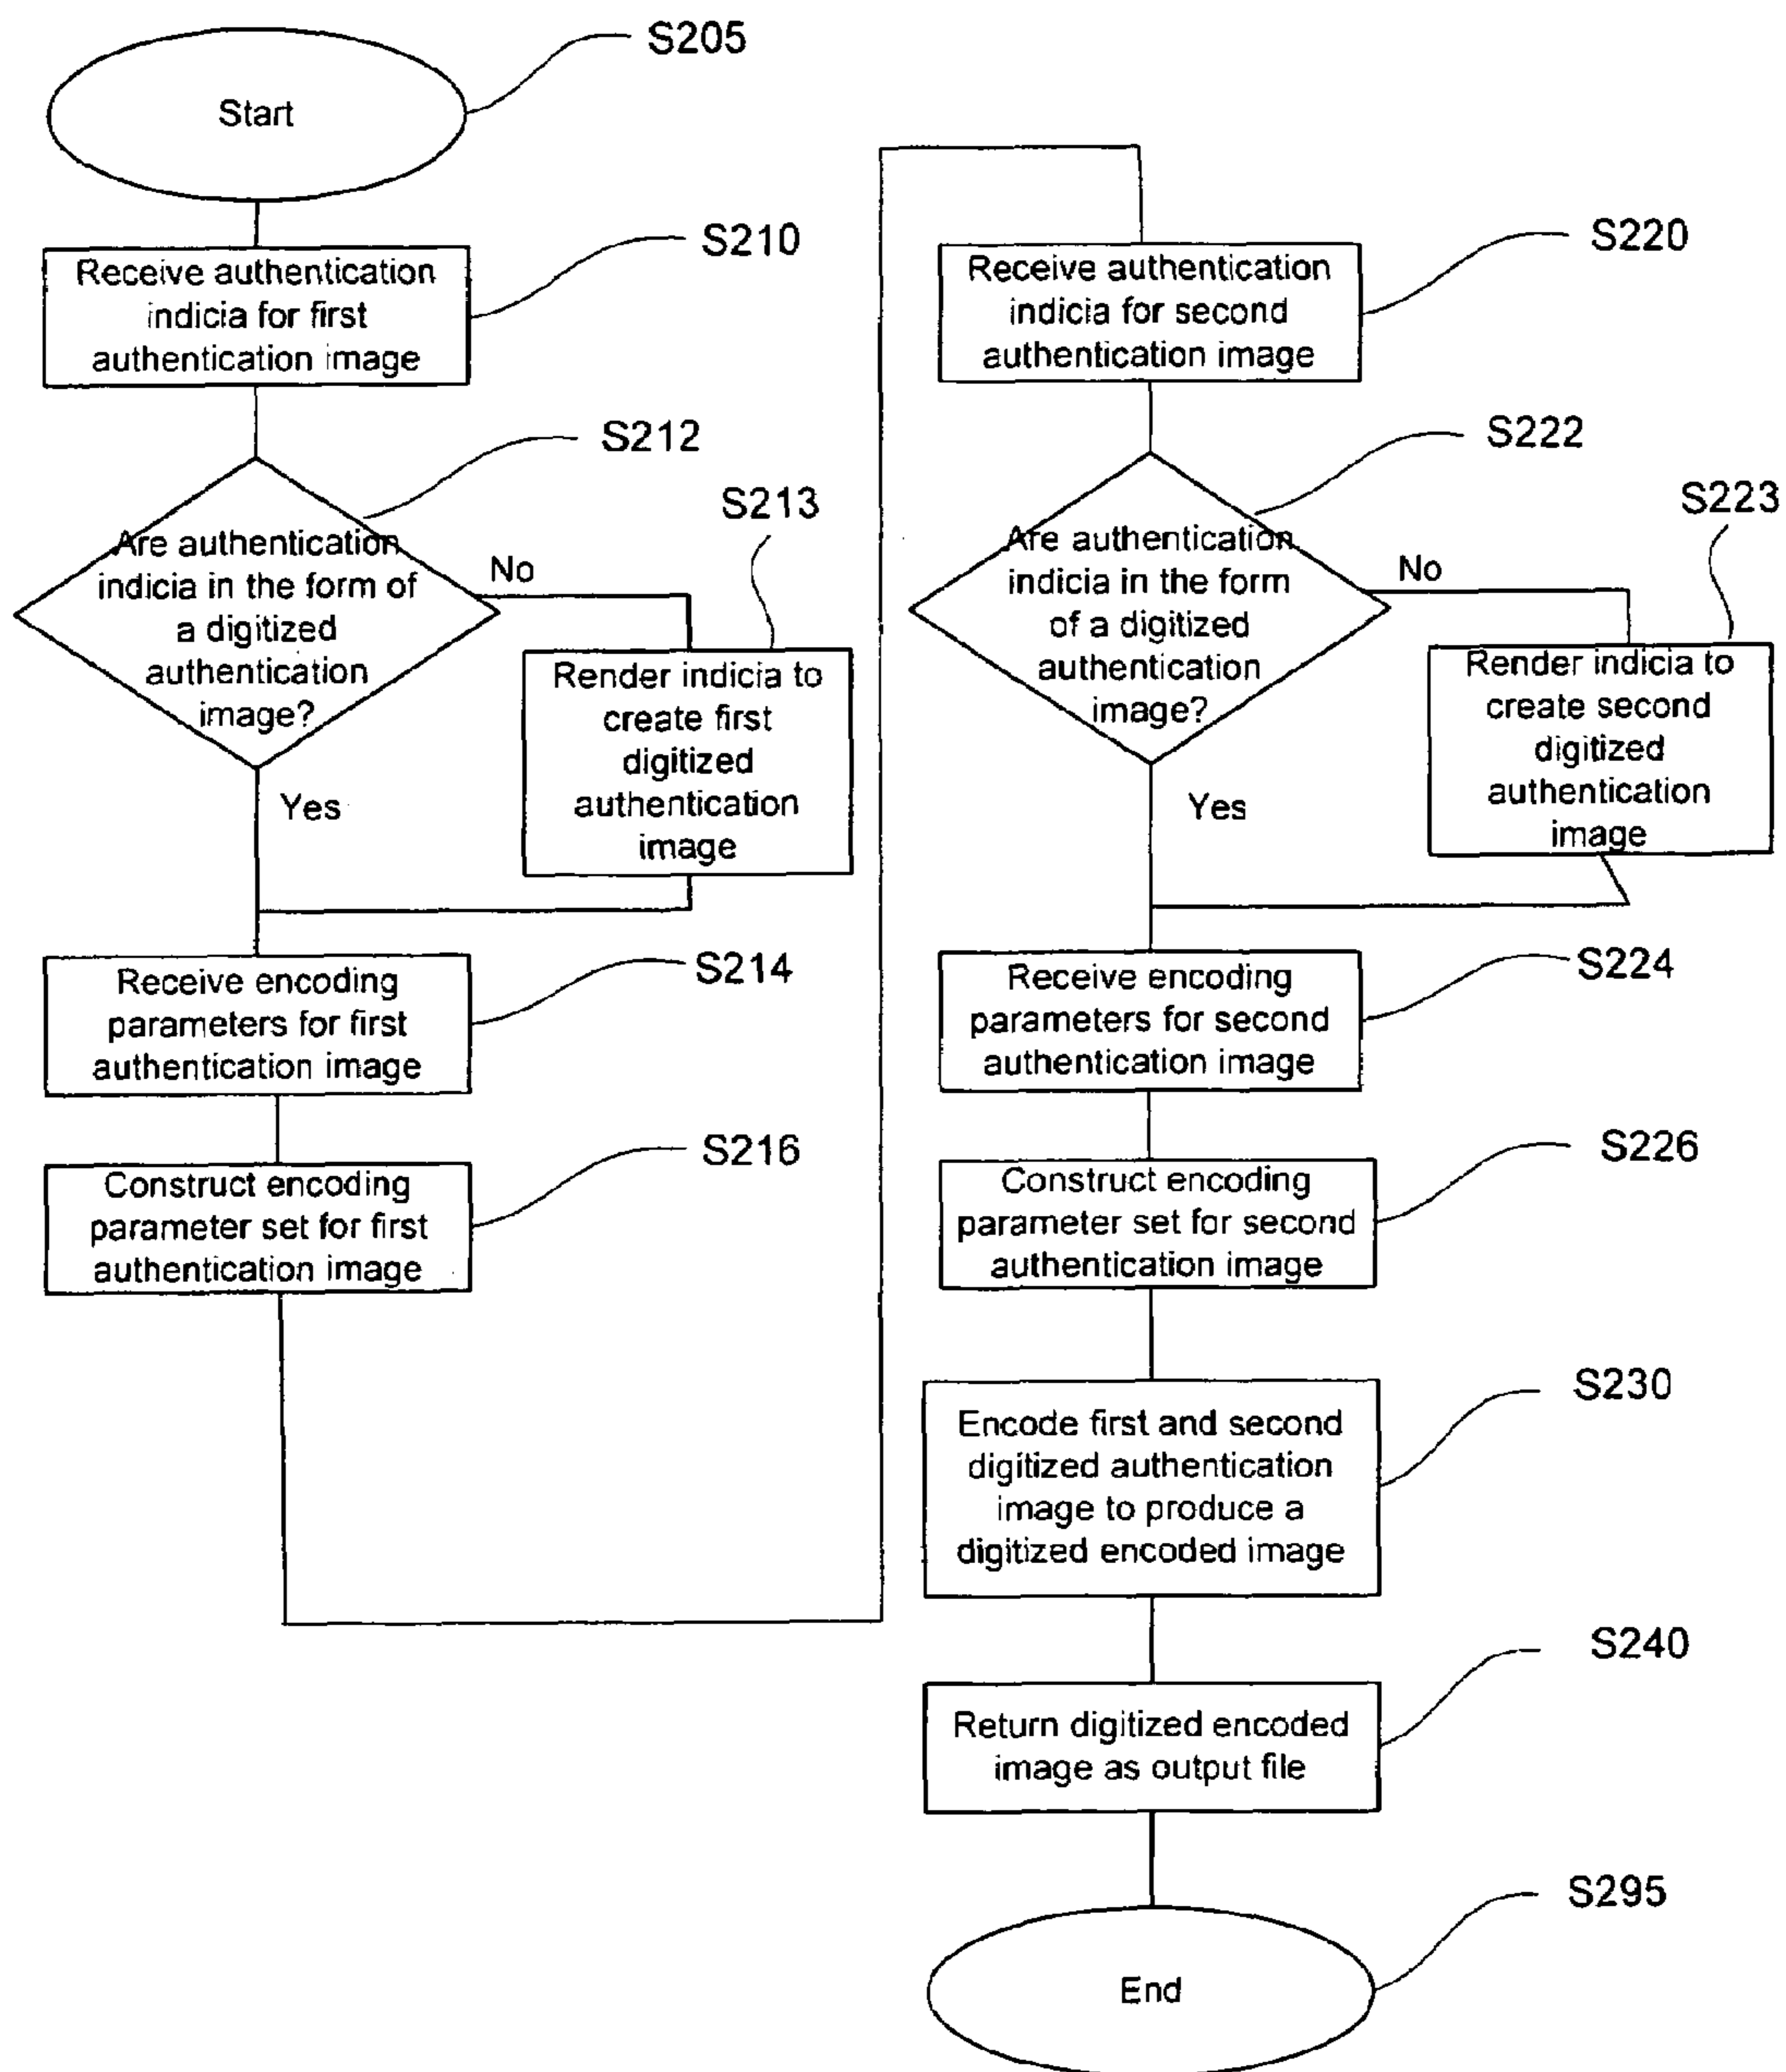 S205
Start
S210
Receive authentication
indicia for first
authentication image
S212
Are authentication
indicia in the form of
a digitized
authentication
image?
No
S213
Render indicia to
create first
digitized
authentication
image
Yes
S214
Receive encoding
parameters for first
authentication image
S216
Construct encoding
parameter set for first
authentication image
S220
Receive authentication
indicia for second
authentication image
S222
Are authentication
indicia in the form
of a digitized
authentication
image?
No
S223
Render indicia to
create second
digitized
authentication
image
Yes
S224
Receive encoding
parameters for second
authentication image
S226
Construct encoding
parameter set for second
authentication image
S230
Encode first and second
digitized authentication
image to produce a
digitized encoded image
S240
Return digitized encoded
image as output file
S295
End